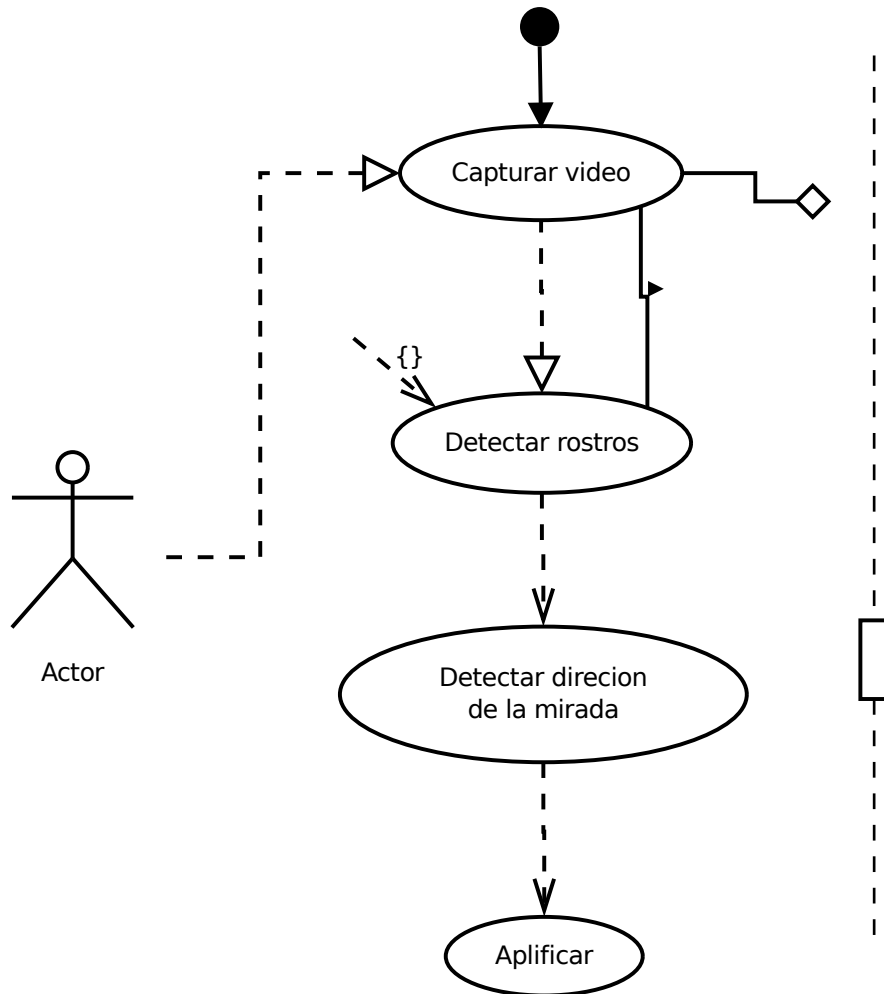 Capturar video
{}
Detectar rostros
Actor
Detectar direcion
de la mirada
Aplificar